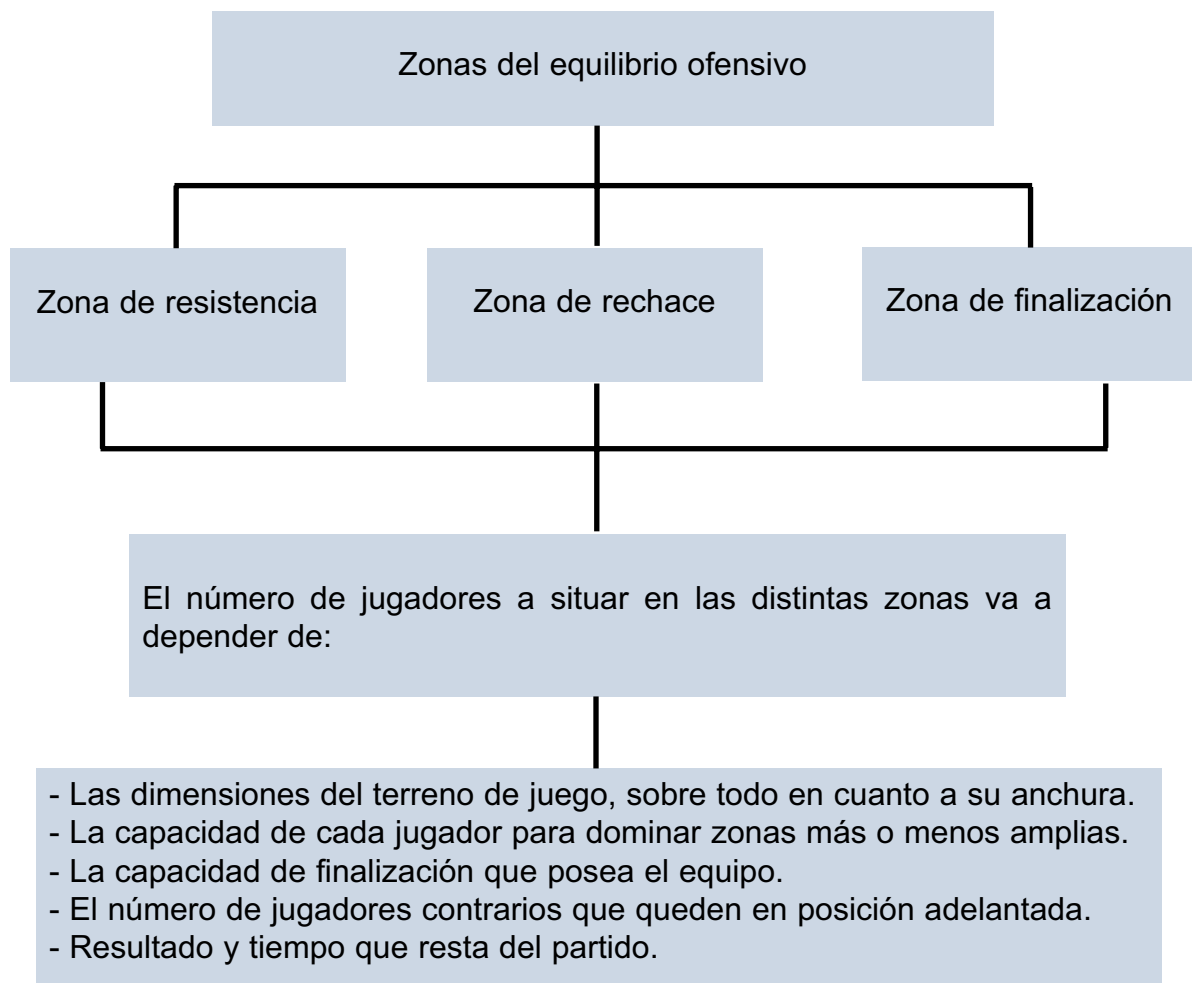 Zonas del equilibrio ofensivo
Zona de resistencia
Zona de rechace
Zona de finalización
El número de jugadores a situar en las distintas zonas va a
depender de:
- Las dimensiones del terreno de juego, sobre todo en cuanto a su anchura.
- La capacidad de cada jugador para dominar zonas más o menos amplias.
- La capacidad de finalización que posea el equipo.
- El número de jugadores contrarios que queden en posición adelantada.
- Resultado y tiempo que resta del partido.